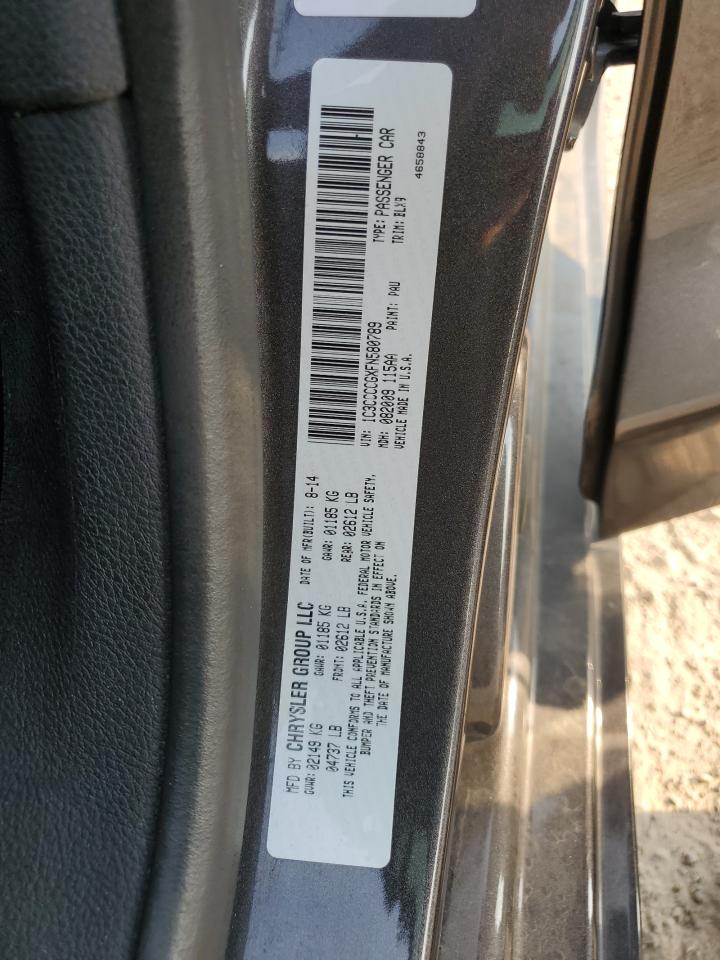 MFD BY CHRYSLER GROUP LLC DATE OF MFR(BUILT): 8-14
GVWR: 02149 KG GAWR: 01185 KG GAWR: 01185 KG
04737 LB FRONT: 02612 LB REAR: 02612 LB
THIS VEHICLE CONFORMS TO ALL APPLICABLE U.S.A. FEDERAL MOTOR VEHICLE SAFETY,
BUMPER AND THEFT PREVENTION STANDARDS IN EFFECT ON
THE DATE OF MANUFACTURE SHOWN ABOVE.
VIN: 1C3CCCCGXFN580789 TYPE: PASSENGER CAR
MDH: 082009 115AA PAINT: PAU TRIM: BLX9
VEHICLE MADE IN U.S.A.
4658843